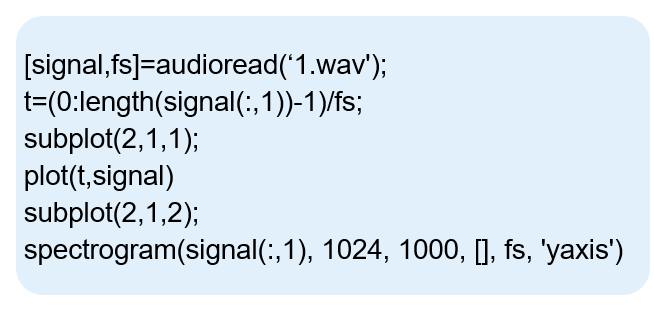 [signal,fs]=audioread(‘1.wav');
t=(0:length(signal(:,1))-1)/fs;
subplot(2,1,1);
plot(t,signal)
subplot(2,1,2);
spectrogram(signal(:,1), 1024, 1000, [], fs, 'yaxis')